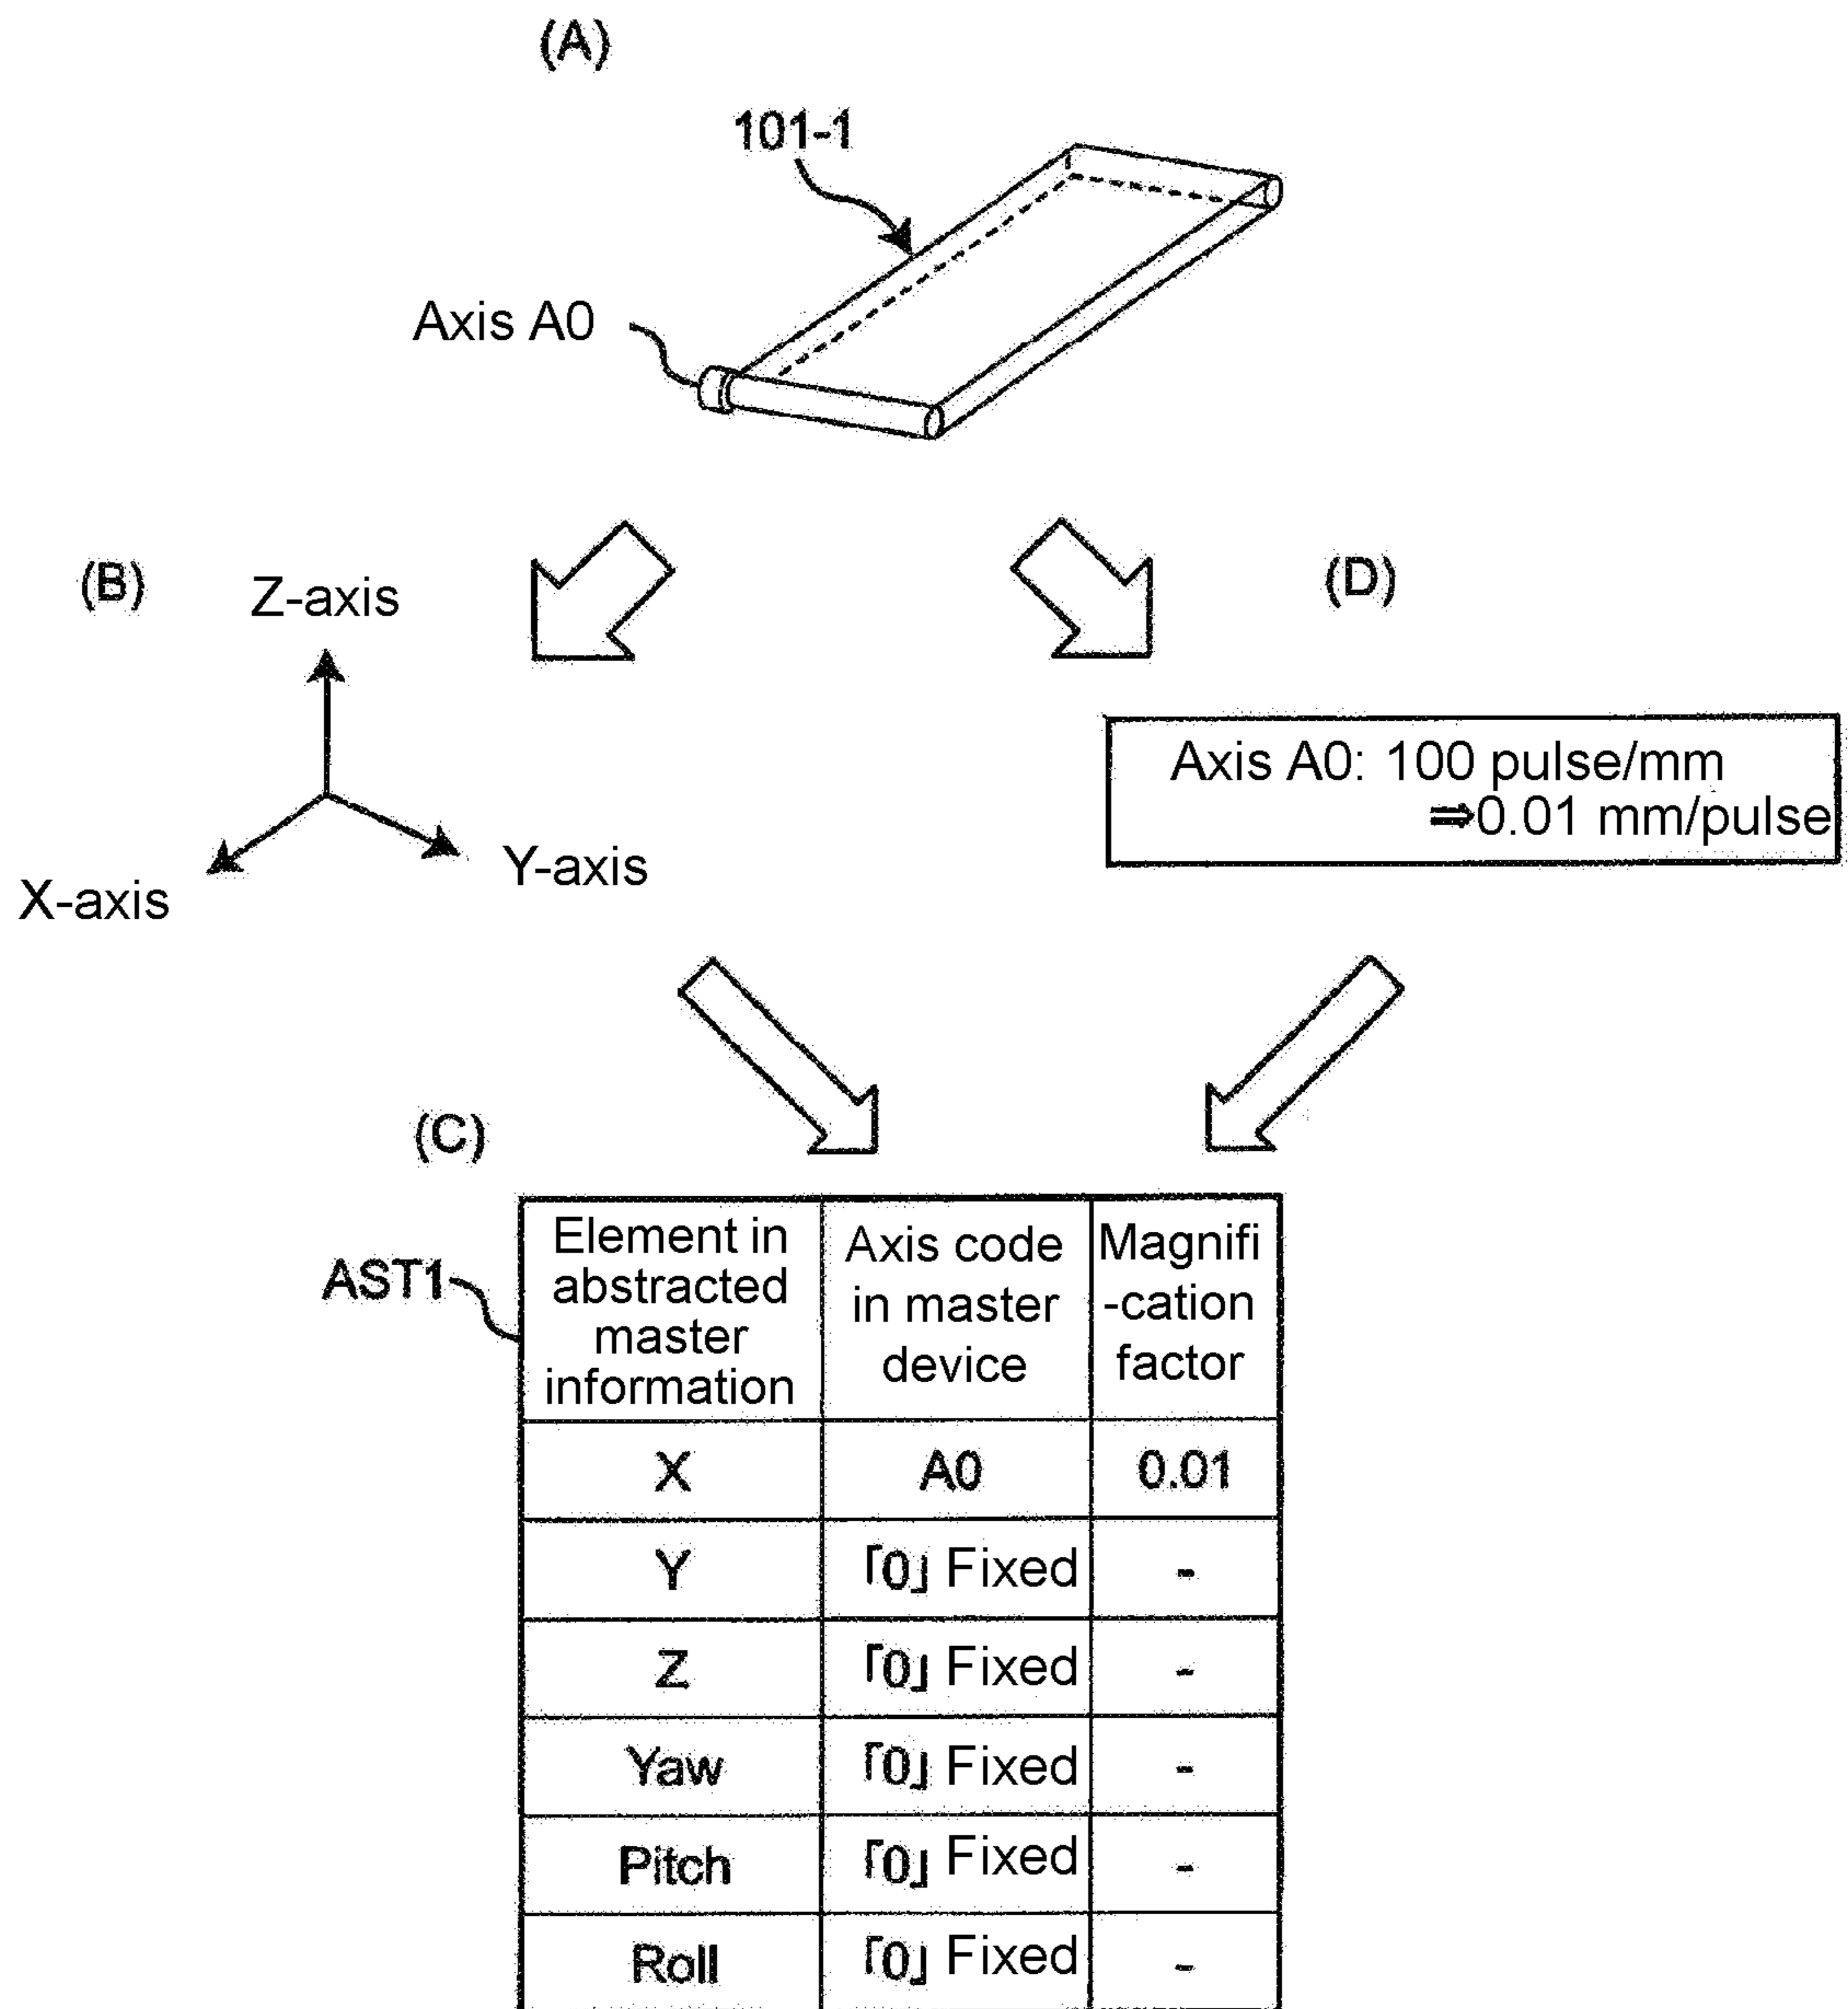 (A)
101-1
Axis A0
(B)
Z-axis
X-axis
Y-axis
(D)
Axis A0: 100 pulse/mm
⇒0.01 mm/pulse
(C)
AST1
Element in
abstracted
master
information
Axis code
in master
device
Magnifi
-cation
factor
X A0 0.01
Y 「0」 Fixed -
Z 「0」 Fixed -
Yaw 「0」 Fixed -
Pitch 「0」 Fixed -
Roll 「0」 Fixed -